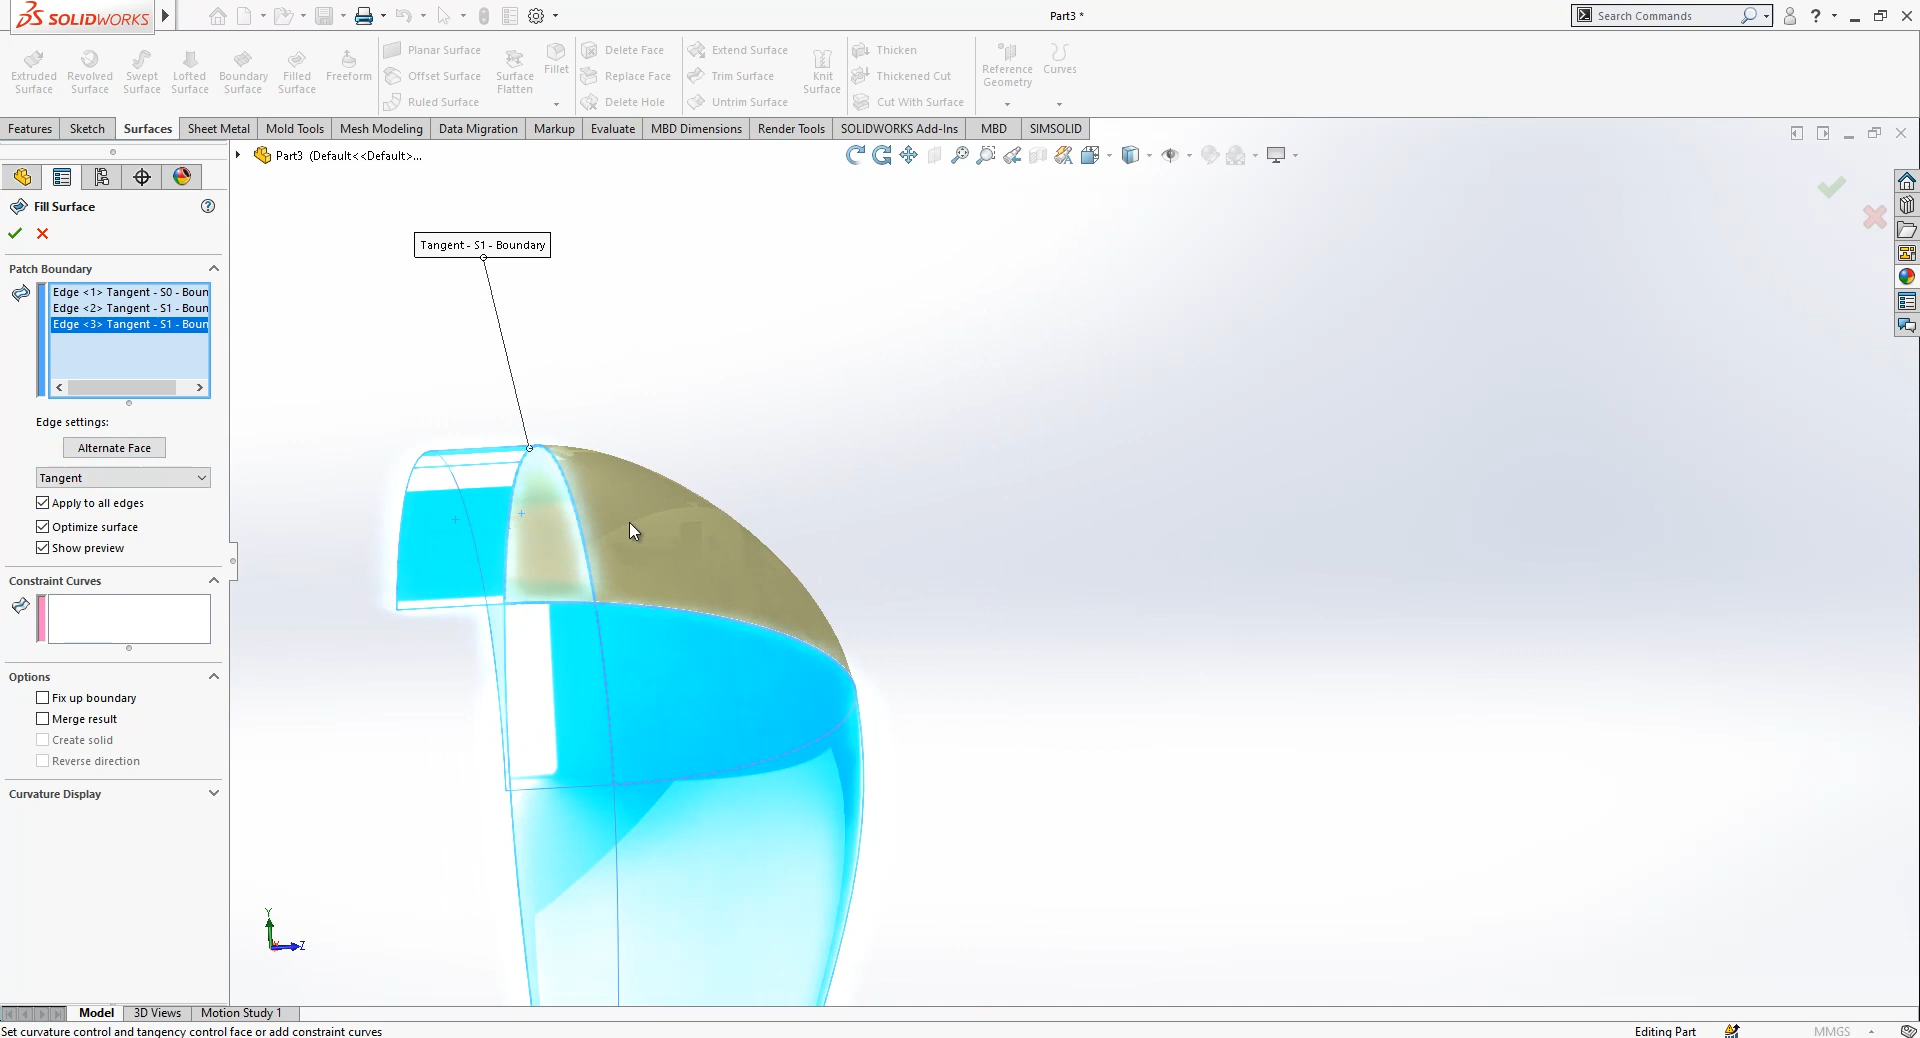 SOLIDWORKS
Part3 *
Search Commands
Extruded Surface
Revolved Surface
Swept Surface
Lofted Surface
Boundary Surface
Filled Surface
Freeform
Planar Surface
Offset Surface
Ruled Surface
Surface Flatten
Fillet
Delete Face
Replace Face
Delete Hole
Extend Surface
Trim Surface
Untrim Surface
Knit Surface
Thicken
Thickened Cut
Cut With Surface
Reference Geometry
Curves
Features
Sketch
Surfaces
Sheet Metal
Mold Tools
Mesh Modeling
Data Migration
Markup
Evaluate
MBD Dimensions
Render Tools
SOLIDWORKS Add-Ins
MBD
SIMSOLID
Part3 (Default<<Default>...
Fill Surface
Patch Boundary
Edge <1> Tangent - S0 - Boun
Edge <2> Tangent - S1 - Boun
Edge <3> Tangent - S1 - Boun
Edge settings:
Alternate Face
Tangent
Apply to all edges
Optimize surface
Show preview
Constraint Curves
Options
Fix up boundary
Merge result
Create solid
Reverse direction
Curvature Display
Tangent - S1 - Boundary
Y
Z
Model
3D Views
Motion Study 1
Set curvature control and tangency control face or add constraint curves
Editing Part
MMGS